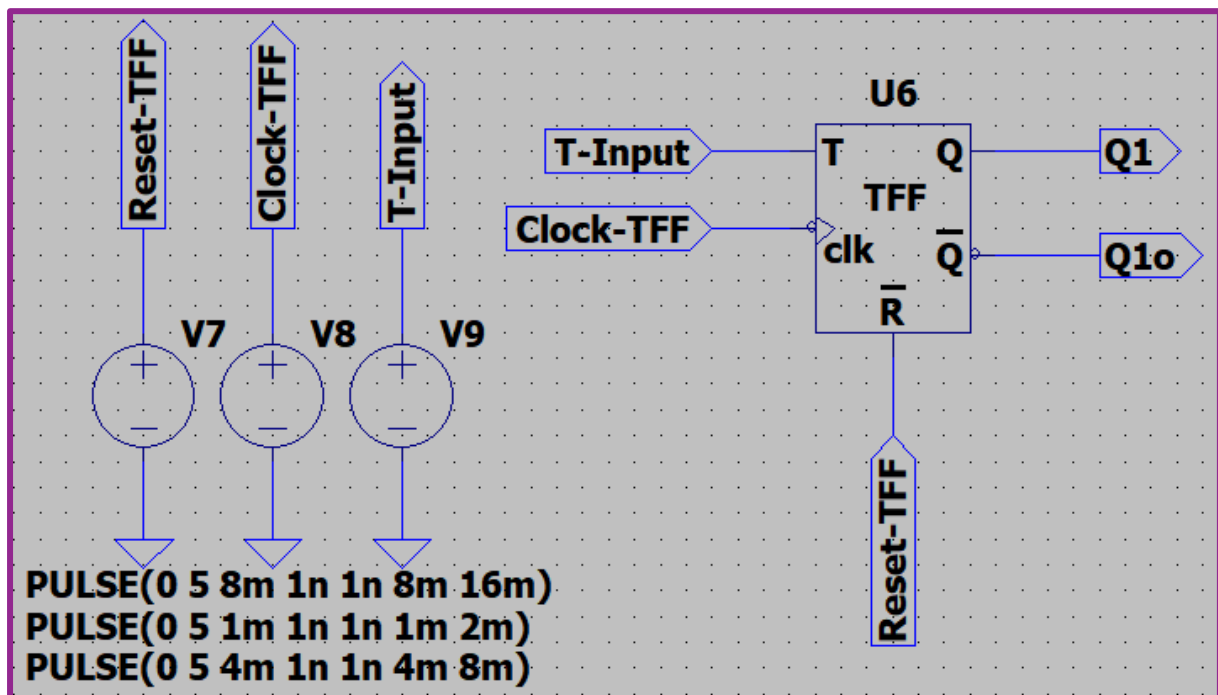 Reset-TFF
Clock-TFF
T-Input
V7
V8
V9
+
−
+
−
+
−
PULSE(0 5 8m 1n 1n 8m 16m)
PULSE(0 5 1m 1n 1n 1m 2m)
PULSE(0 5 4m 1n 1n 4m 8m)
U6
T-Input
T
Q
Q1
TFF
Clock-TFF
clk
Q̅
Q1o
R̅
Reset-TFF